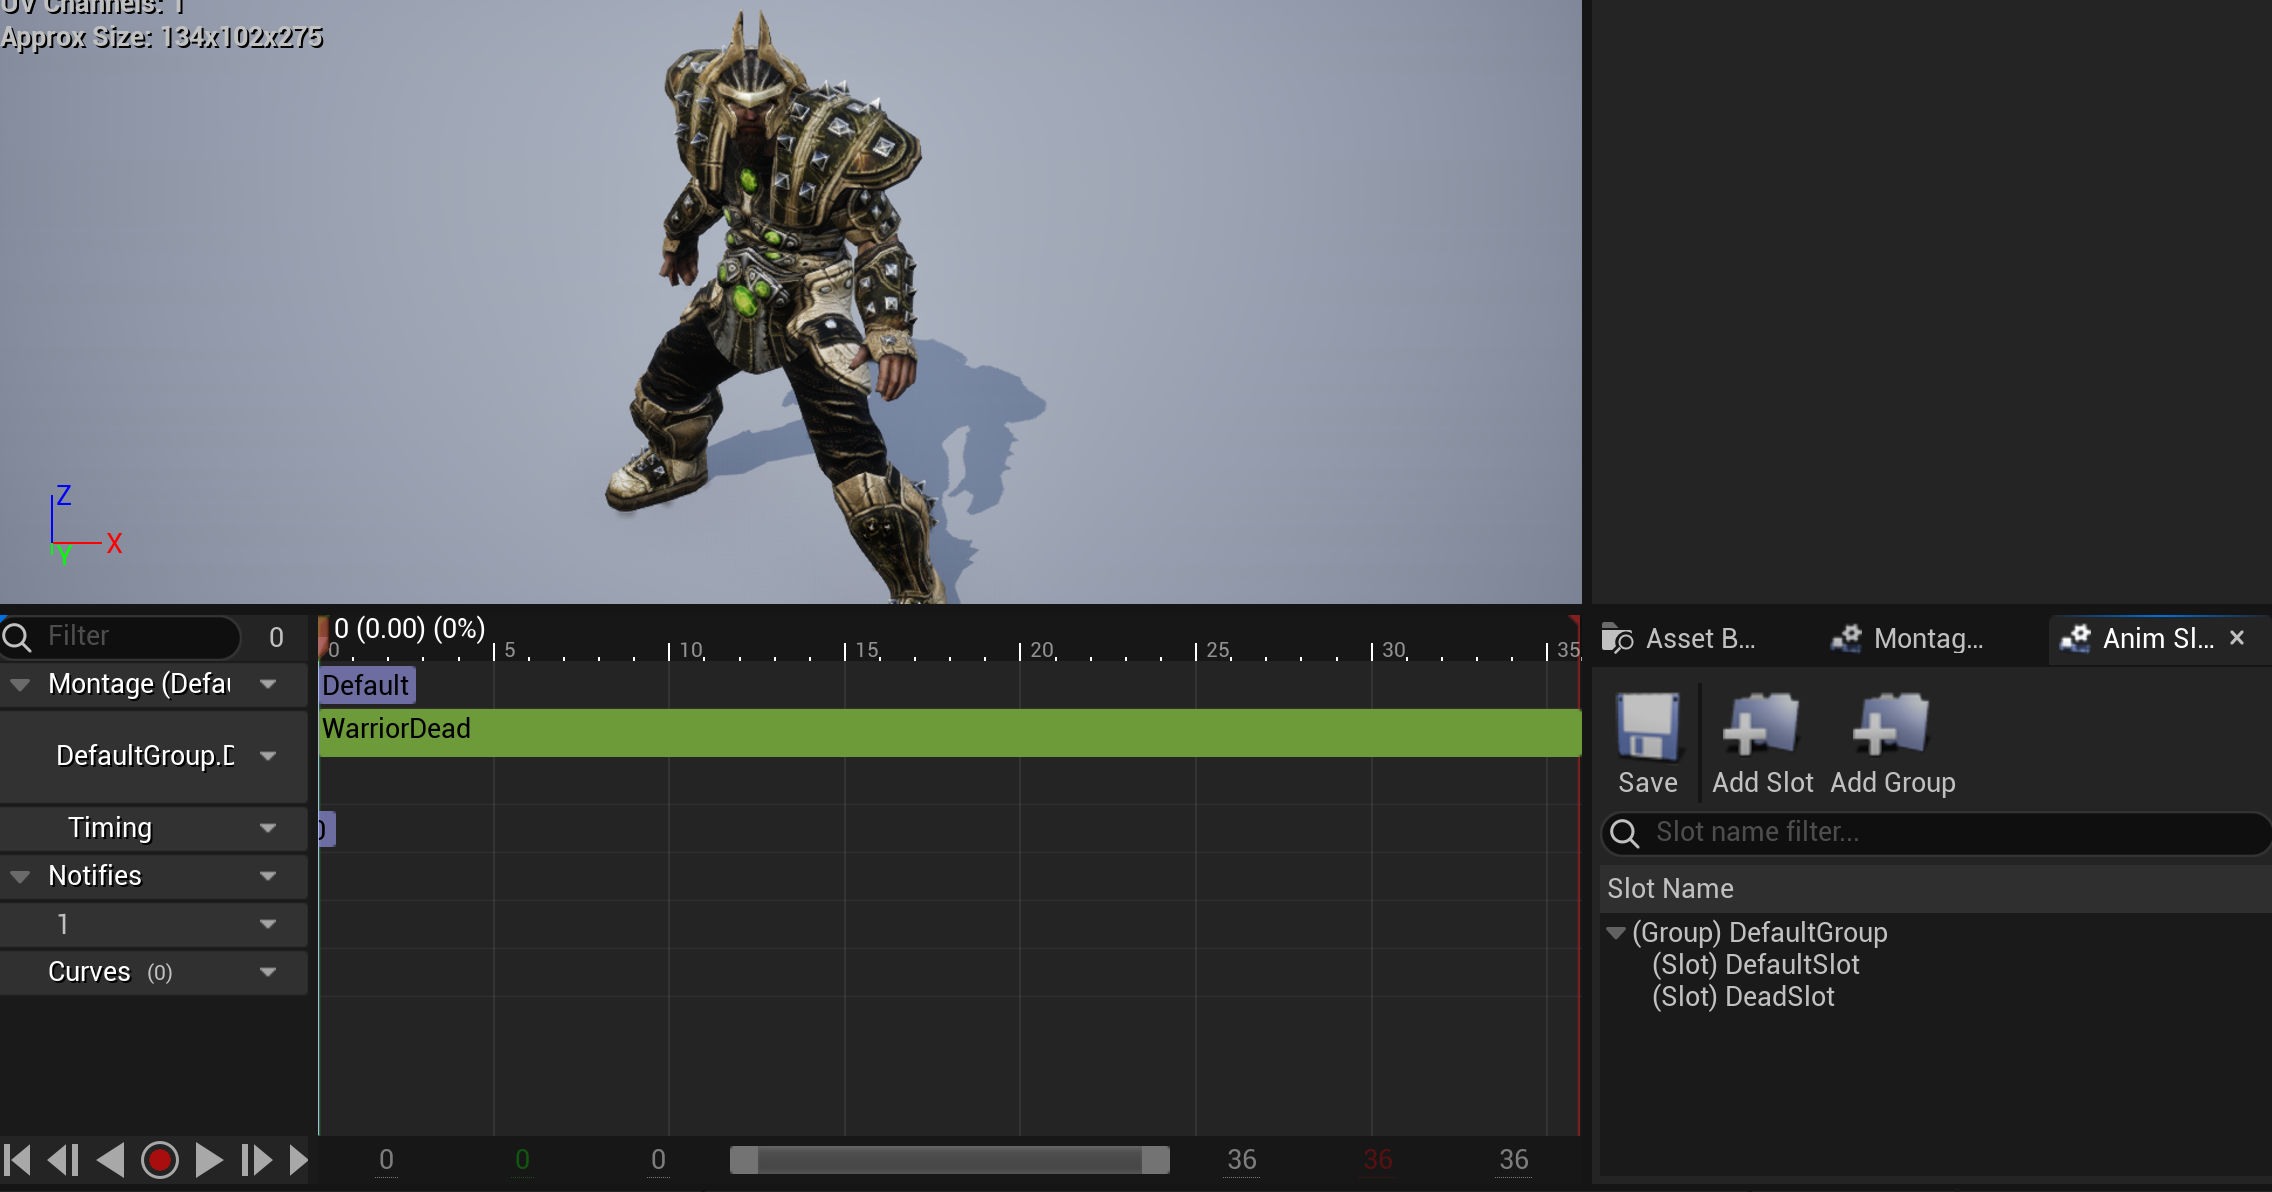 UV Channels: 1
Approx Size: 134x102x275
Z
X
Y
Filter
0
0 (0.00) (0%)
0 5 10 15 20 25 30 35
Montage (Defau
Default
WarriorDead
DefaultGroup.D
Timing
0
Notifies
1
Curves (0)
0 0 0 36 36 36
Asset B... Montag... Anim Sl... ×
Save Add Slot Add Group
Slot name filter...
Slot Name
(Group) DefaultGroup
(Slot) DefaultSlot
(Slot) DeadSlot